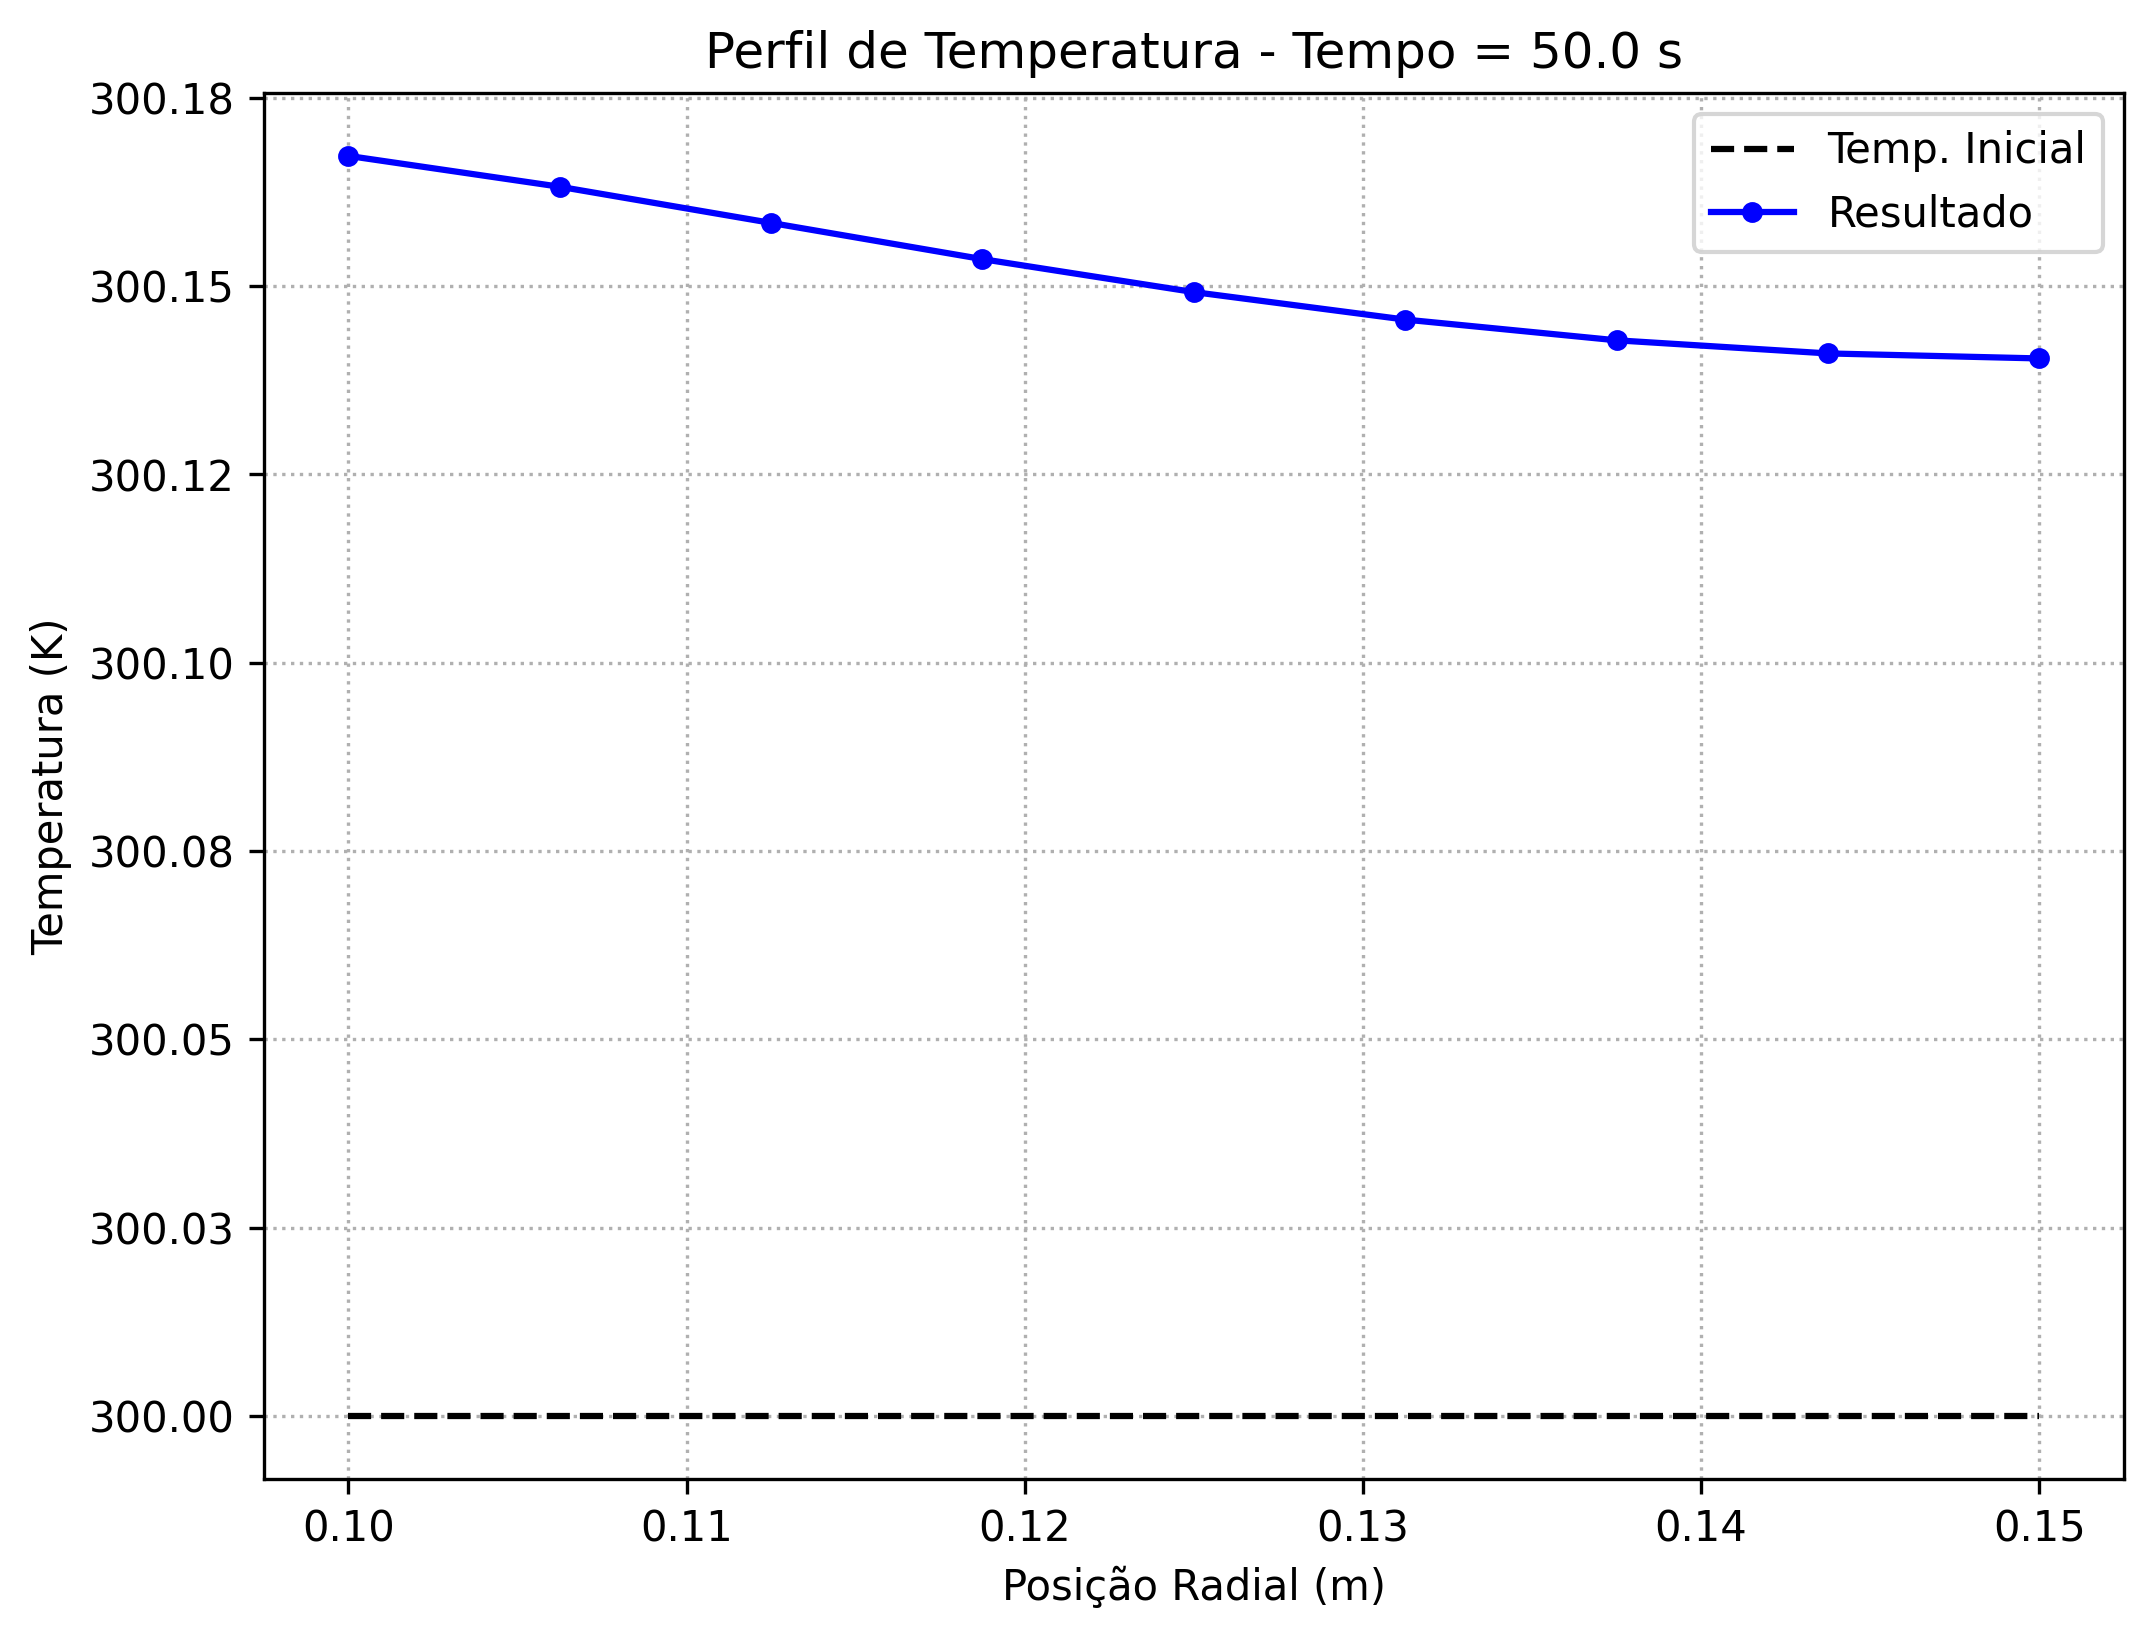 Perfil de Temperatura - Tempo = 50.0 s
Temp. Inicial
Resultado
Temperatura (K)
300.18
300.15
300.12
300.10
300.08
300.05
300.03
300.00
0.10 0.11 0.12 0.13 0.14 0.15
Posição Radial (m)